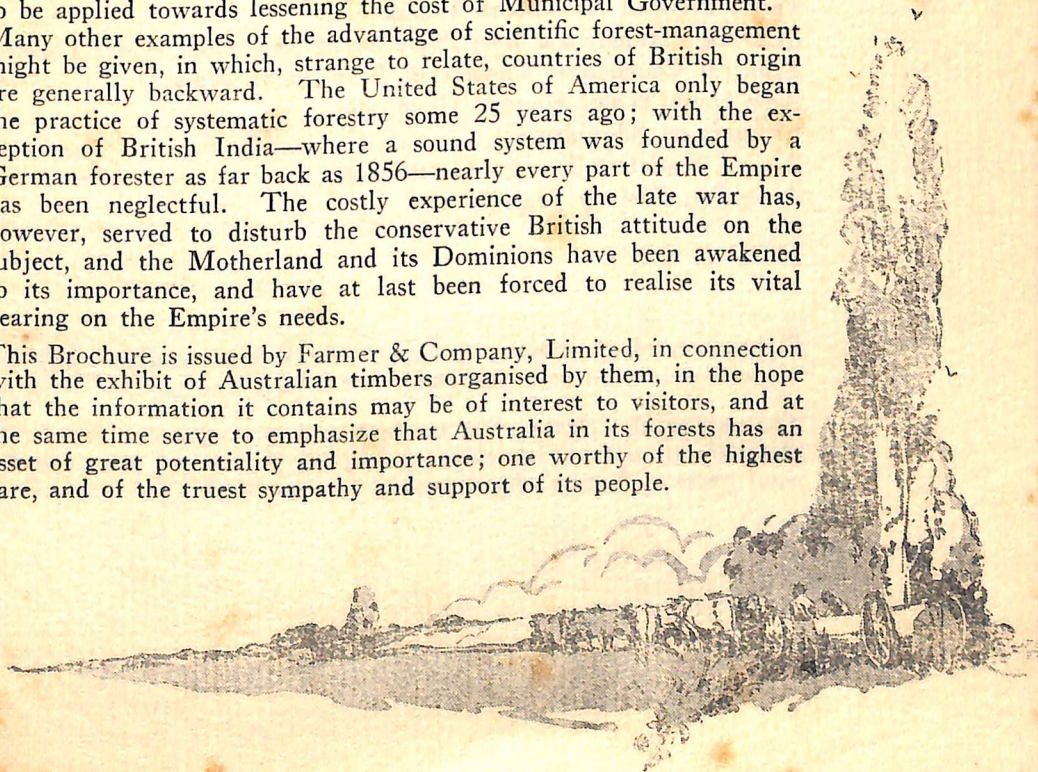 o be applied towards lessening the cost of Municipal Government.
Many other examples of the advantage of scientific forest-management
night be given, in which, strange to relate, countries of British origin
re generally backward. The United States of America only began
he practice of systematic forestry some 25 years ago; with the ex-
eption of British India—where a sound system was founded by a
German forester as far back as 1856—nearly every part of the Empire
as been neglectful. The costly experience of the late war has,
owever, served to disturb the conservative British attitude on the
ubject, and the Motherland and its Dominions have been awakened
o its importance, and have at last been forced to realise its vital
earing on the Empire's needs.
This Brochure is issued by Farmer & Company, Limited, in connection
with the exhibit of Australian timbers organised by them, in the hope
hat the information it contains may be of interest to visitors, and at
he same time serve to emphasize that Australia in its forests has an
sset of great potentiality and importance; one worthy of the highest
are, and of the truest sympathy and support of its people.